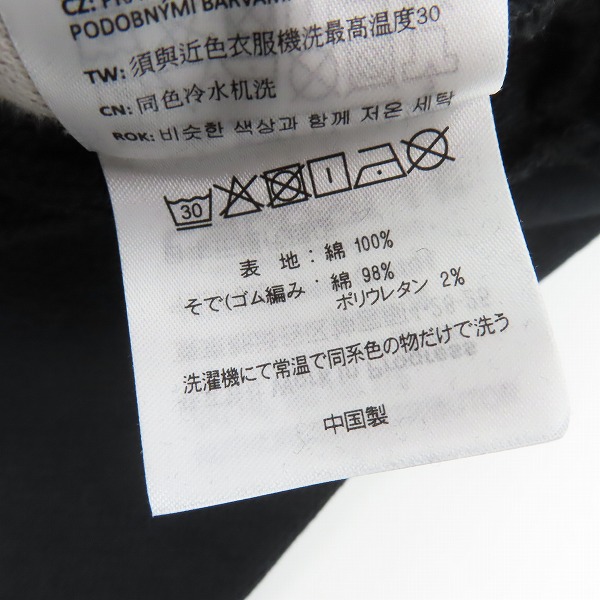 CZ: PRA
PODOBNÝMI BARVAMI
TW: 須與近色衣服機洗最高温度30
CN: 同色冷水机洗
ROK: 비슷한 색상과 함께 저온 세탁
30
表 地 : 綿 100%
そで(ゴム編み : 綿 98%
ポリウレタン 2%
洗濯機にて常温で同系色の物だけで洗う
中国製